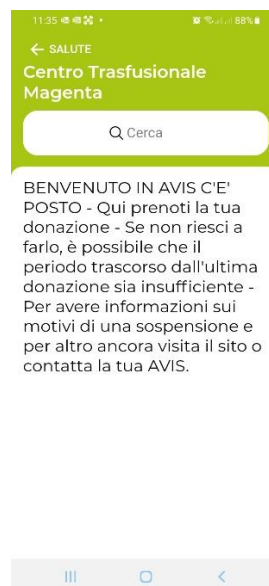 11:35
88%
← SALUTE
Centro Trasfusionale
Magenta
Cerca
BENVENUTO IN AVIS C'E'
POSTO - Qui prenoti la tua
donazione - Se non riesci a
farlo, è possibile che il
periodo trascorso dall'ultima
donazione sia insufficiente -
Per avere informazioni sui
motivi di una sospensione e
per altro ancora visita il sito o
contatta la tua AVIS.